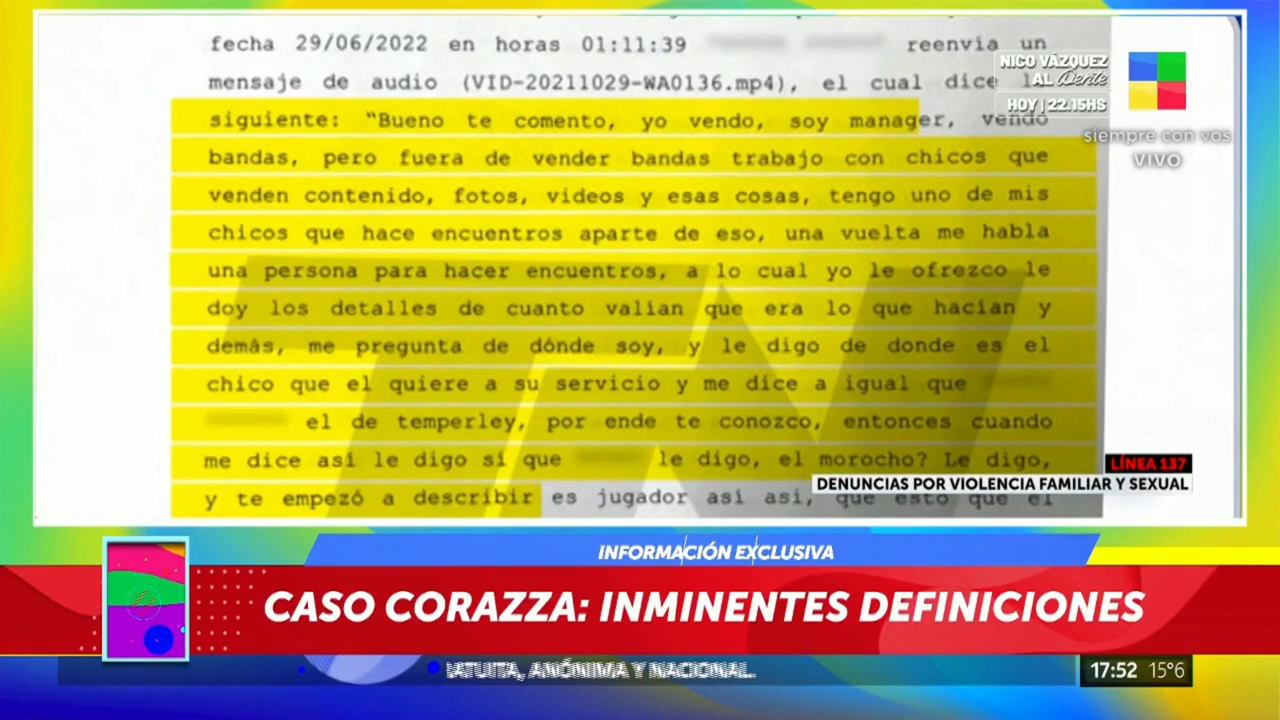 fecha 29/06/2022 en horas 01:11:39 reenvía un
mensaje de audio (VID-20211029-WA0136.mp4), el cual dice
siguiente: "Bueno te comento, yo vendo, soy manager, vendo
bandas, pero fuera de vender bandas trabajo con chicos que
venden contenido, fotos, videos y esas cosas, tengo uno de mis
chicos que hace encuentros aparte de eso, una vuelta me habla
una persona para hacer encuentros, a lo cual yo le ofrezco le
doy los detalles de cuanto valían que era lo que hacían y
demás, me pregunta de dónde soy, y le digo de donde es el
chico que el quiere a su servicio y me dice a igual que
el de temperley, por ende te conozco, entonces cuando
me dice así le digo sí que le digo, el morocho? Le digo,
y te empezó a describir es jugador así así, que esto que el
NICO VÁZQUEZ
AL Dente
HOY | 22.15HS
siempre con vos
VIVO
TN
LÍNEA 137
DENUNCIAS POR VIOLENCIA FAMILIAR Y SEXUAL
INFORMACIÓN EXCLUSIVA
CASO CORAZZA: INMINENTES DEFINICIONES
ATUITA, ANÓNIMA Y NACIONAL.
17:52 15°6